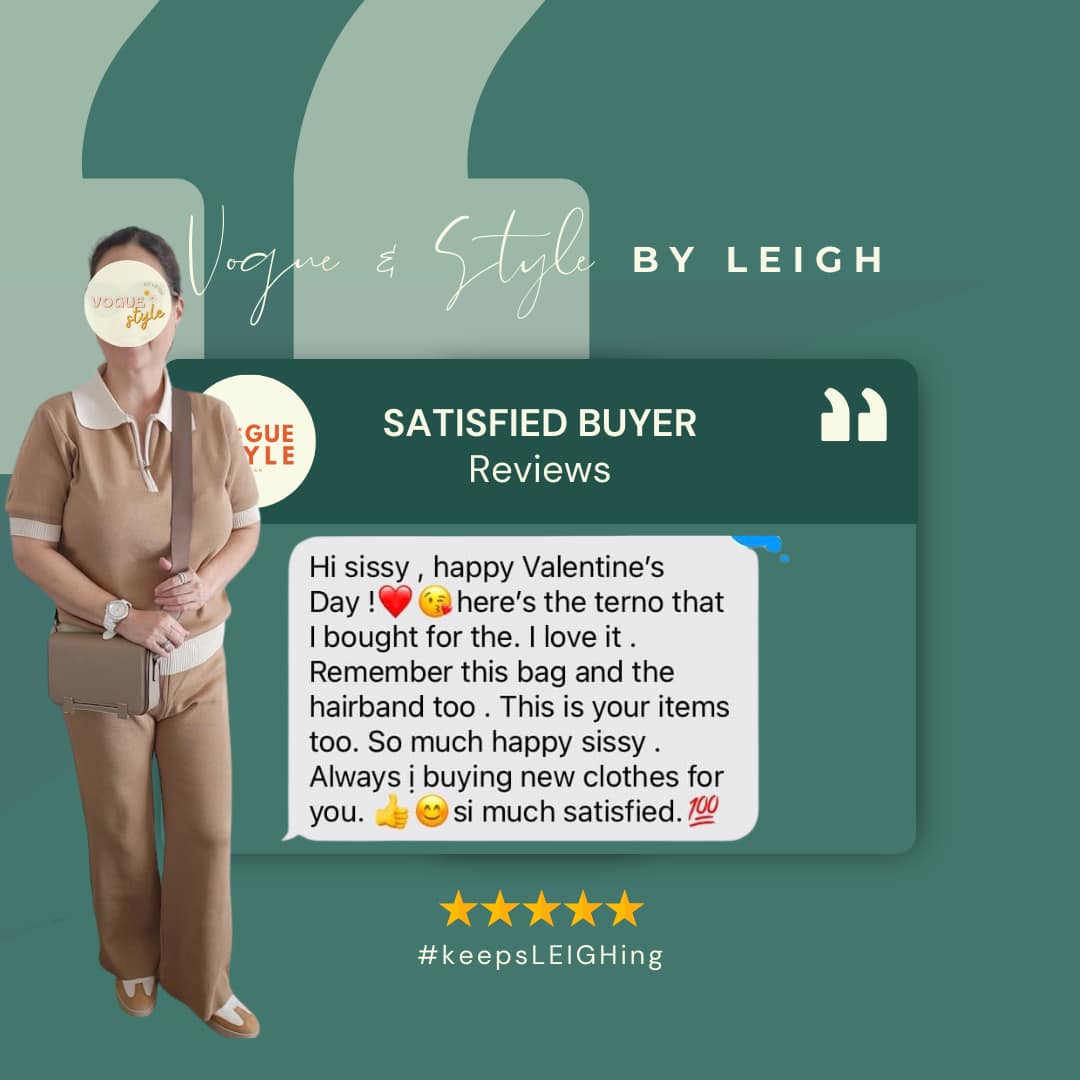 Vogue & Style BY LEIGH
BY LEIGH
VOGUE
style
GUE
YLE
SATISFIED BUYER
Reviews
Hi sissy , happy Valentine's
Day !❤️ 😘 here's the terno that
I bought for the. I love it .
Remember this bag and the
hairband too . This is your items
too. So much happy sissy .
Always į buying new clothes for
you. 👍 😊 si much satisfied. 💯
#keepsLEIGHing